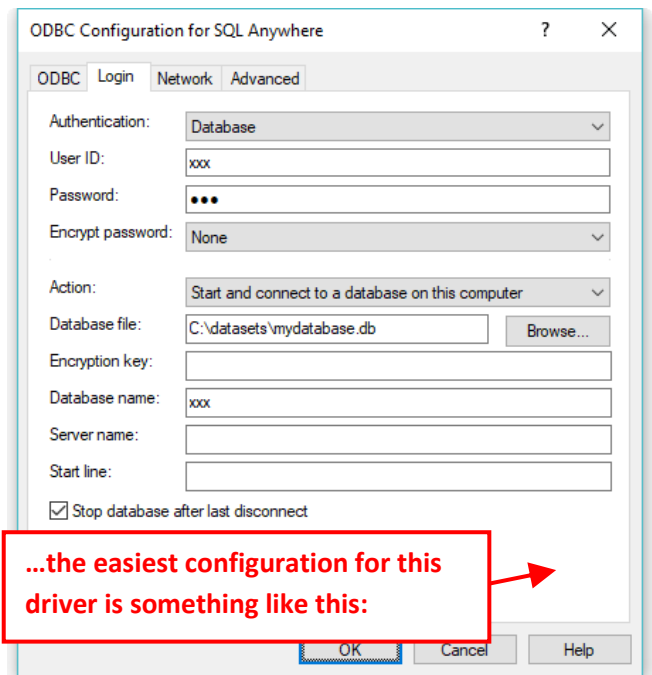 ODBC Configuration for SQL Anywhere ? ×
ODBC Login Network Advanced
Authentication: Database
User ID: xxx
Password: •••
Encrypt password: None
Action: Start and connect to a database on this computer
Database file: C:\datasets\mydatabase.db Browse...
Encryption key:
Database name: xxx
Server name:
Start line:
Stop database after last disconnect
...the easiest configuration for this
driver is something like this:
OK Cancel Help